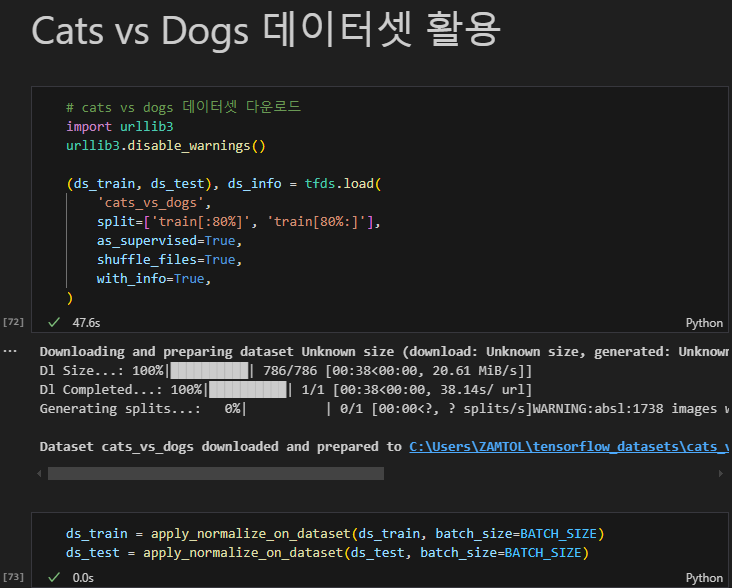 Cats vs Dogs 데이터셋 활용
# cats vs dogs 데이터셋 다운로드
import urllib3
urllib3.disable_warnings()
(ds_train, ds_test), ds_info = tfds.load(
'cats_vs_dogs',
split=['train[:80%]', 'train[80%:]'],
as_supervised=True,
shuffle_files=True,
with_info=True,
)
[72] 47.6s Python
Downloading and preparing dataset Unknown size (download: Unknown size, generated: Unknown
Dl Size...: 100%|██████████| 786/786 [00:38<00:00, 20.61 MiB/s]]
Dl Completed...: 100%|██████████| 1/1 [00:38<00:00, 38.14s/ url]
Generating splits...:   0%|          | 0/1 [00:00<?, ? splits/s]WARNING:absl:1738 images
Dataset cats_vs_dogs downloaded and prepared to C:\Users\ZAMTOL\tensorflow_datasets\cats_
ds_train = apply_normalize_on_dataset(ds_train, batch_size=BATCH_SIZE)
ds_test = apply_normalize_on_dataset(ds_test, batch_size=BATCH_SIZE)
[73] 0.0s Python